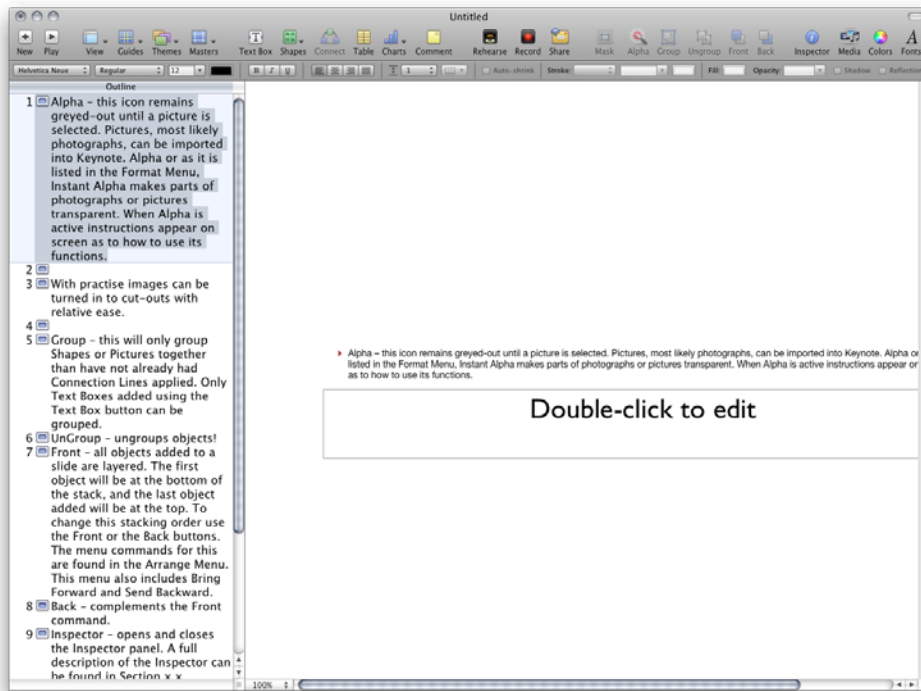 Untitled
New Play View Guides Themes Masters Text Box Shapes Connect Table Charts Comment Rehearse Record Share Mask Alpha Group Ungroup Front Back Inspector Media Colors Fonts
Helvetica Neue Regular 12 B I U 1 Auto-shrink Stroke: Fill: Opacity: Shadow Reflection
Outline
1 Alpha – this icon remains
greyed-out until a picture is
selected. Pictures, most likely
photographs, can be imported
into Keynote. Alpha or as it is
listed in the Format Menu,
Instant Alpha makes parts of
photographs or pictures
transparent. When Alpha is
active instructions appear on
screen as to how to use its
functions.
2
3 With practise images can be
turned in to cut-outs with
relative ease.
4
5 Group – this will only group
Shapes or Pictures together
than have not already had
Connection Lines applied. Only
Text Boxes added using the
Text Box button can be
grouped.
6 UnGroup – ungroups objects!
7 Front – all objects added to a
slide are layered. The first
object will be at the bottom of
the stack, and the last object
added will be at the top. To
change this stacking order use
the Front or the Back buttons.
The menu commands for this
are found in the Arrange Menu.
This menu also includes Bring
Forward and Send Backward.
8 Back – complements the Front
command.
9 Inspector – opens and closes
the Inspector panel. A full
description of the Inspector can
be found in Section x.x
Alpha – this icon remains greyed-out until a picture is selected. Pictures, most likely photographs, can be imported into Keynote. Alpha or
listed in the Format Menu, Instant Alpha makes parts of photographs or pictures transparent. When Alpha is active instructions appear or
as to how to use its functions.
Double-click to edit
100%